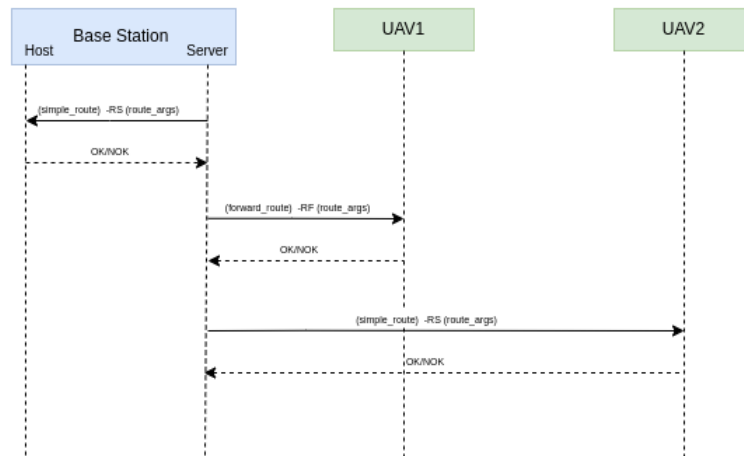 Base Station
Host
Server
UAV1
UAV2
(simple_route) -RS (route_args)
OK/NOK
(forward_route) -RF (route_args)
OK/NOK
(simple_route) -RS (route_args)
OK/NOK